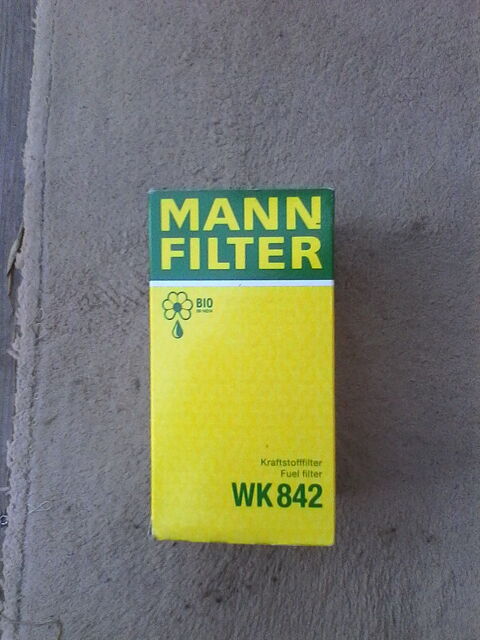 MANN
FILTER
BIO
Kraftstofffilter
Fuel filter
WK 842